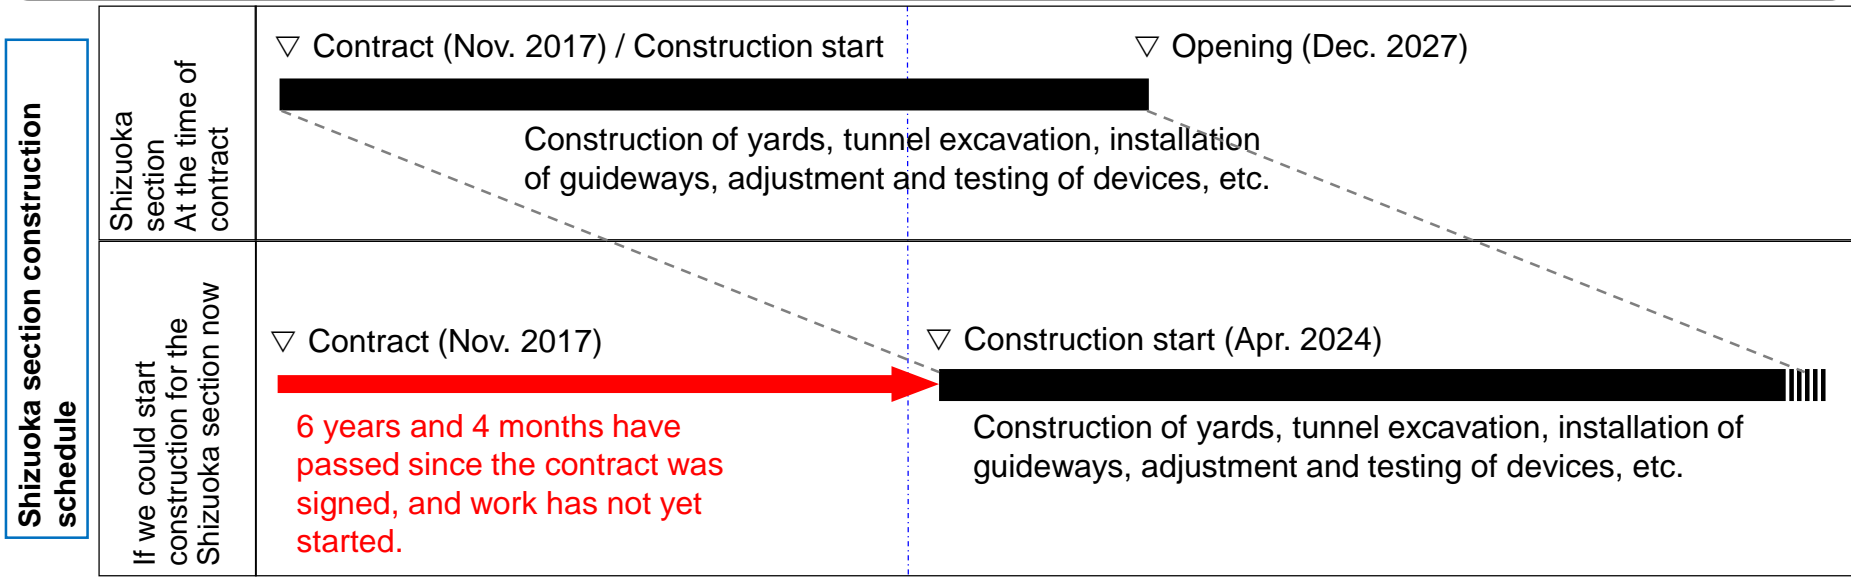 Shizuoka section construction
schedule
Shizuoka
section
At the time of
contract
▽ Contract (Nov. 2017) / Construction start
▽ Opening (Dec. 2027)
Construction of yards, tunnel excavation, installation
of guideways, adjustment and testing of devices, etc.
If we could start
construction for the
Shizuoka section now
▽ Contract (Nov. 2017)
▽ Construction start (Apr. 2024)
6 years and 4 months have
passed since the contract was
signed, and work has not yet
started.
Construction of yards, tunnel excavation, installation of
guideways, adjustment and testing of devices, etc.